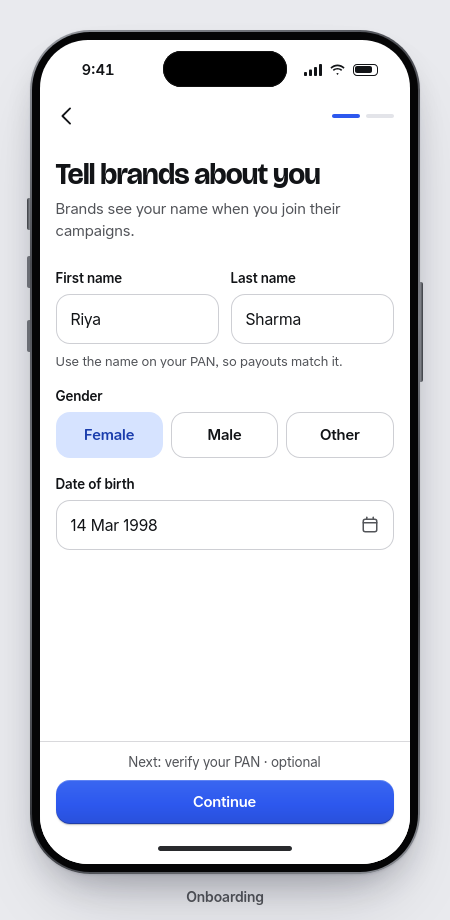 9:41
Tell brands about you
Brands see your name when you join their
campaigns.
First name
Last name
Riya
Sharma
Use the name on your PAN, so payouts match it.
Gender
Female
Male
Other
Date of birth
14 Mar 1998
Next: verify your PAN · optional
Continue
Onboarding